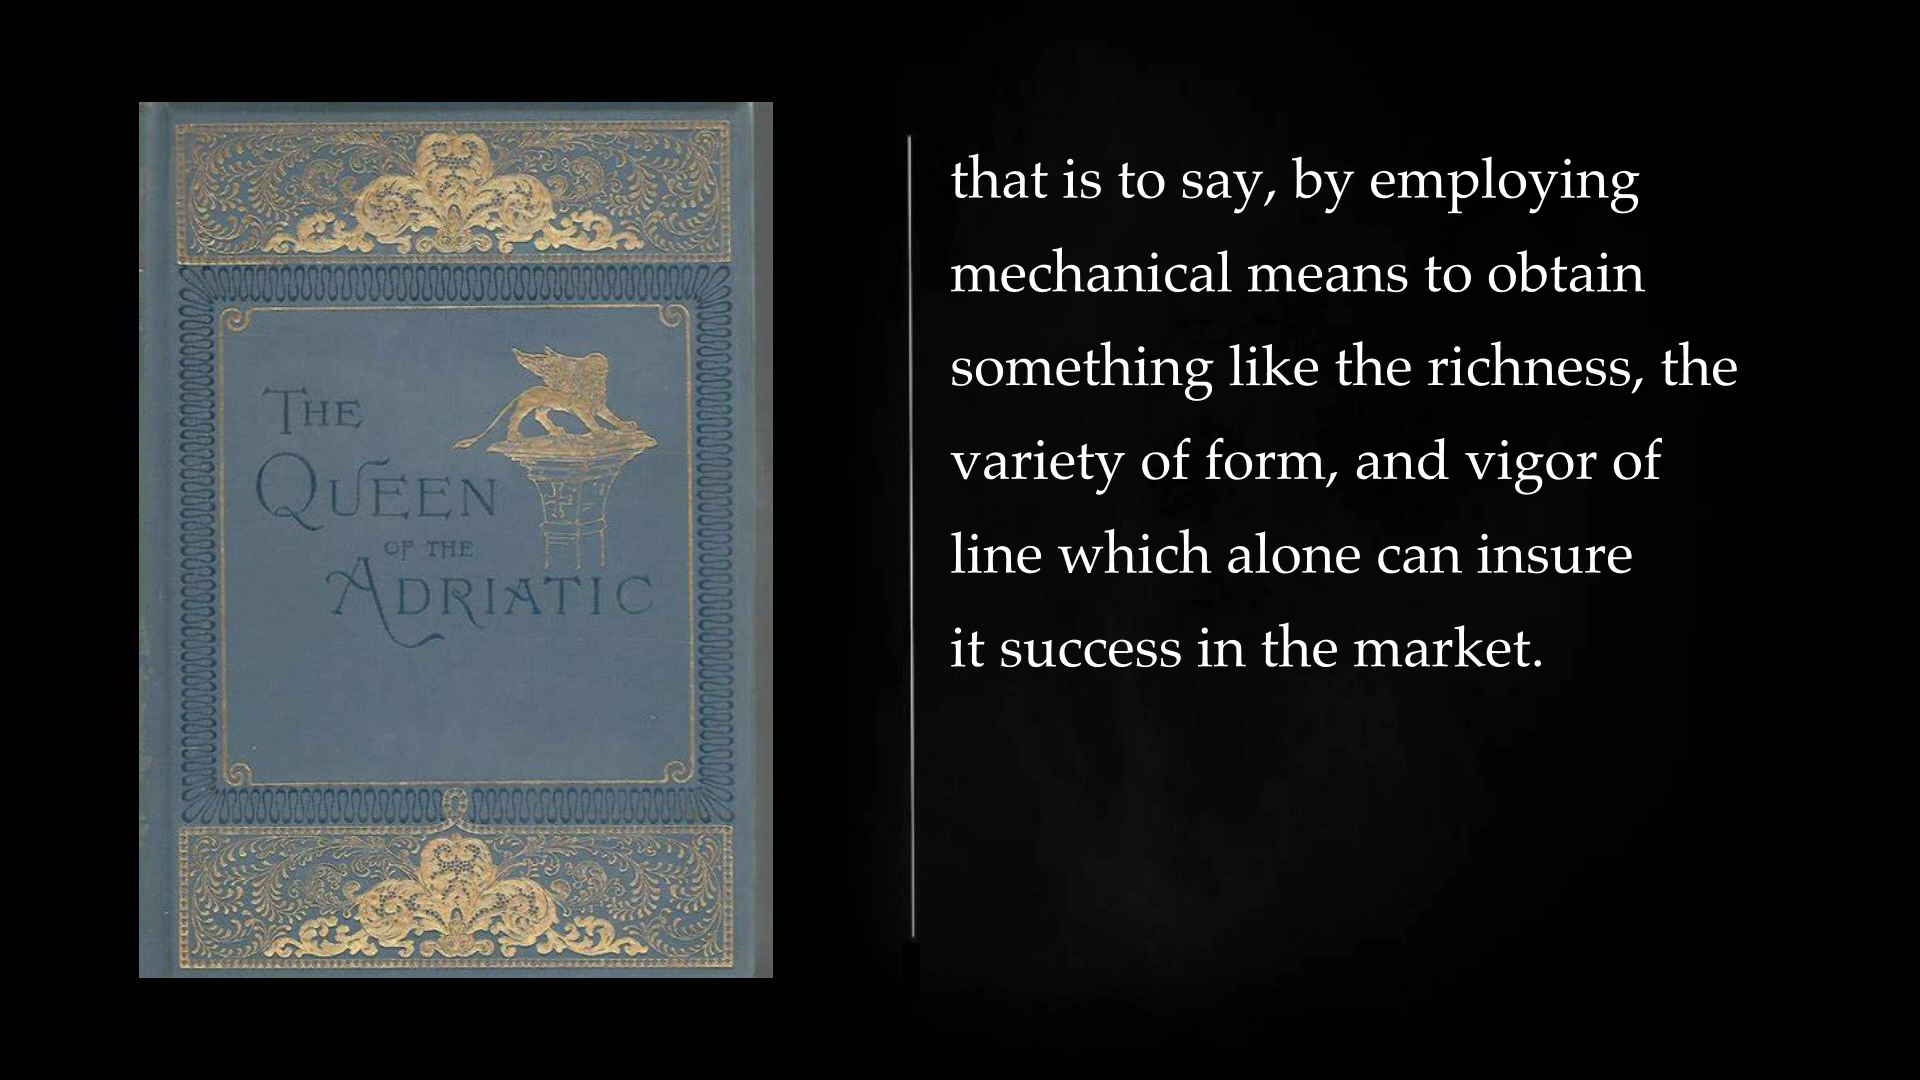 THE
QUEEN
OF THE
ADRIATIC
that is to say, by employing
mechanical means to obtain
something like the richness, the
variety of form, and vigor of
line which alone can insure
it success in the market.